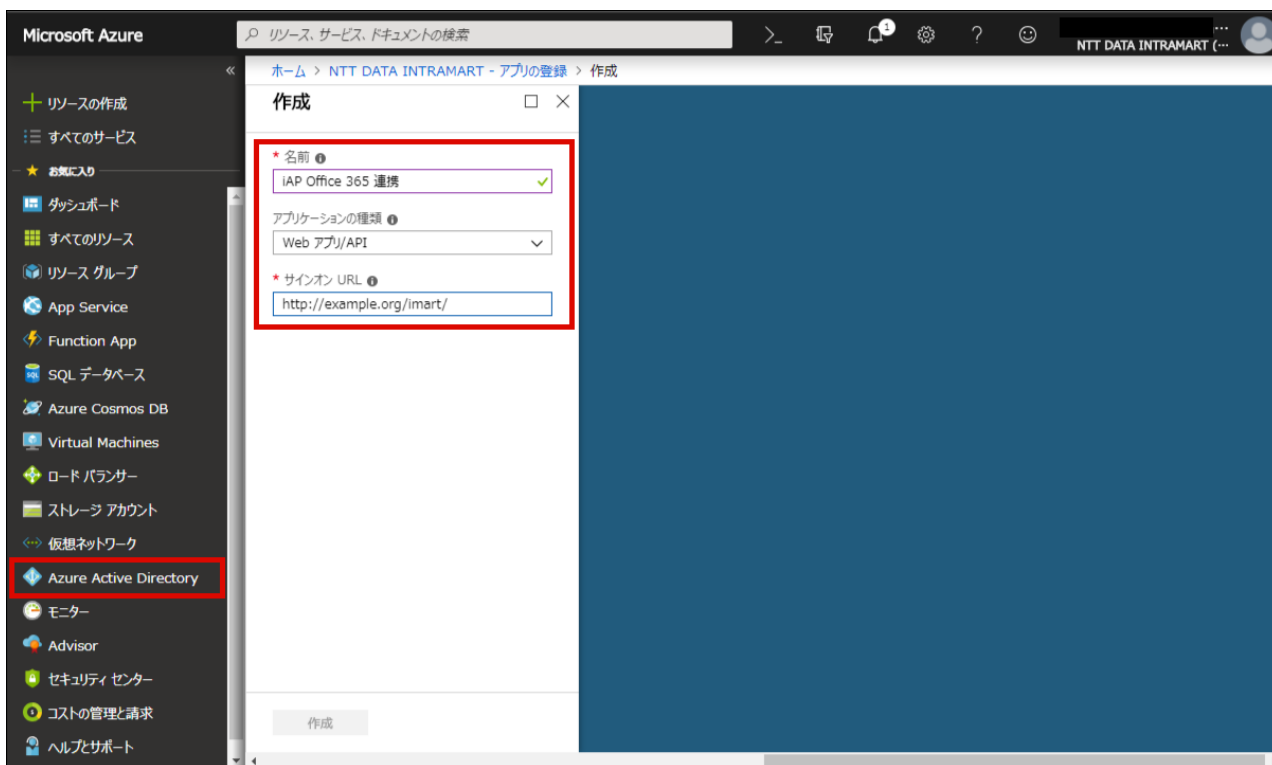 Microsoft Azure
リソース、サービス、ドキュメントの検索
>_
1
?
...
NTT DATA INTRAMART (...
«
ホーム > NTT DATA INTRAMART - アプリの登録 > 作成
リソースの作成
すべてのサービス
お気に入り
ダッシュボード
すべてのリソース
リソース グループ
App Service
Function App
SQL データベース
Azure Cosmos DB
Virtual Machines
ロード バランサー
ストレージ アカウント
仮想ネットワーク
Azure Active Directory
モニター
Advisor
セキュリティ センター
コストの管理と請求
ヘルプとサポート
作成
* 名前
iAP Office 365 連携
アプリケーションの種類
Web アプリ/API
* サインオン URL
http://example.org/imart/
作成